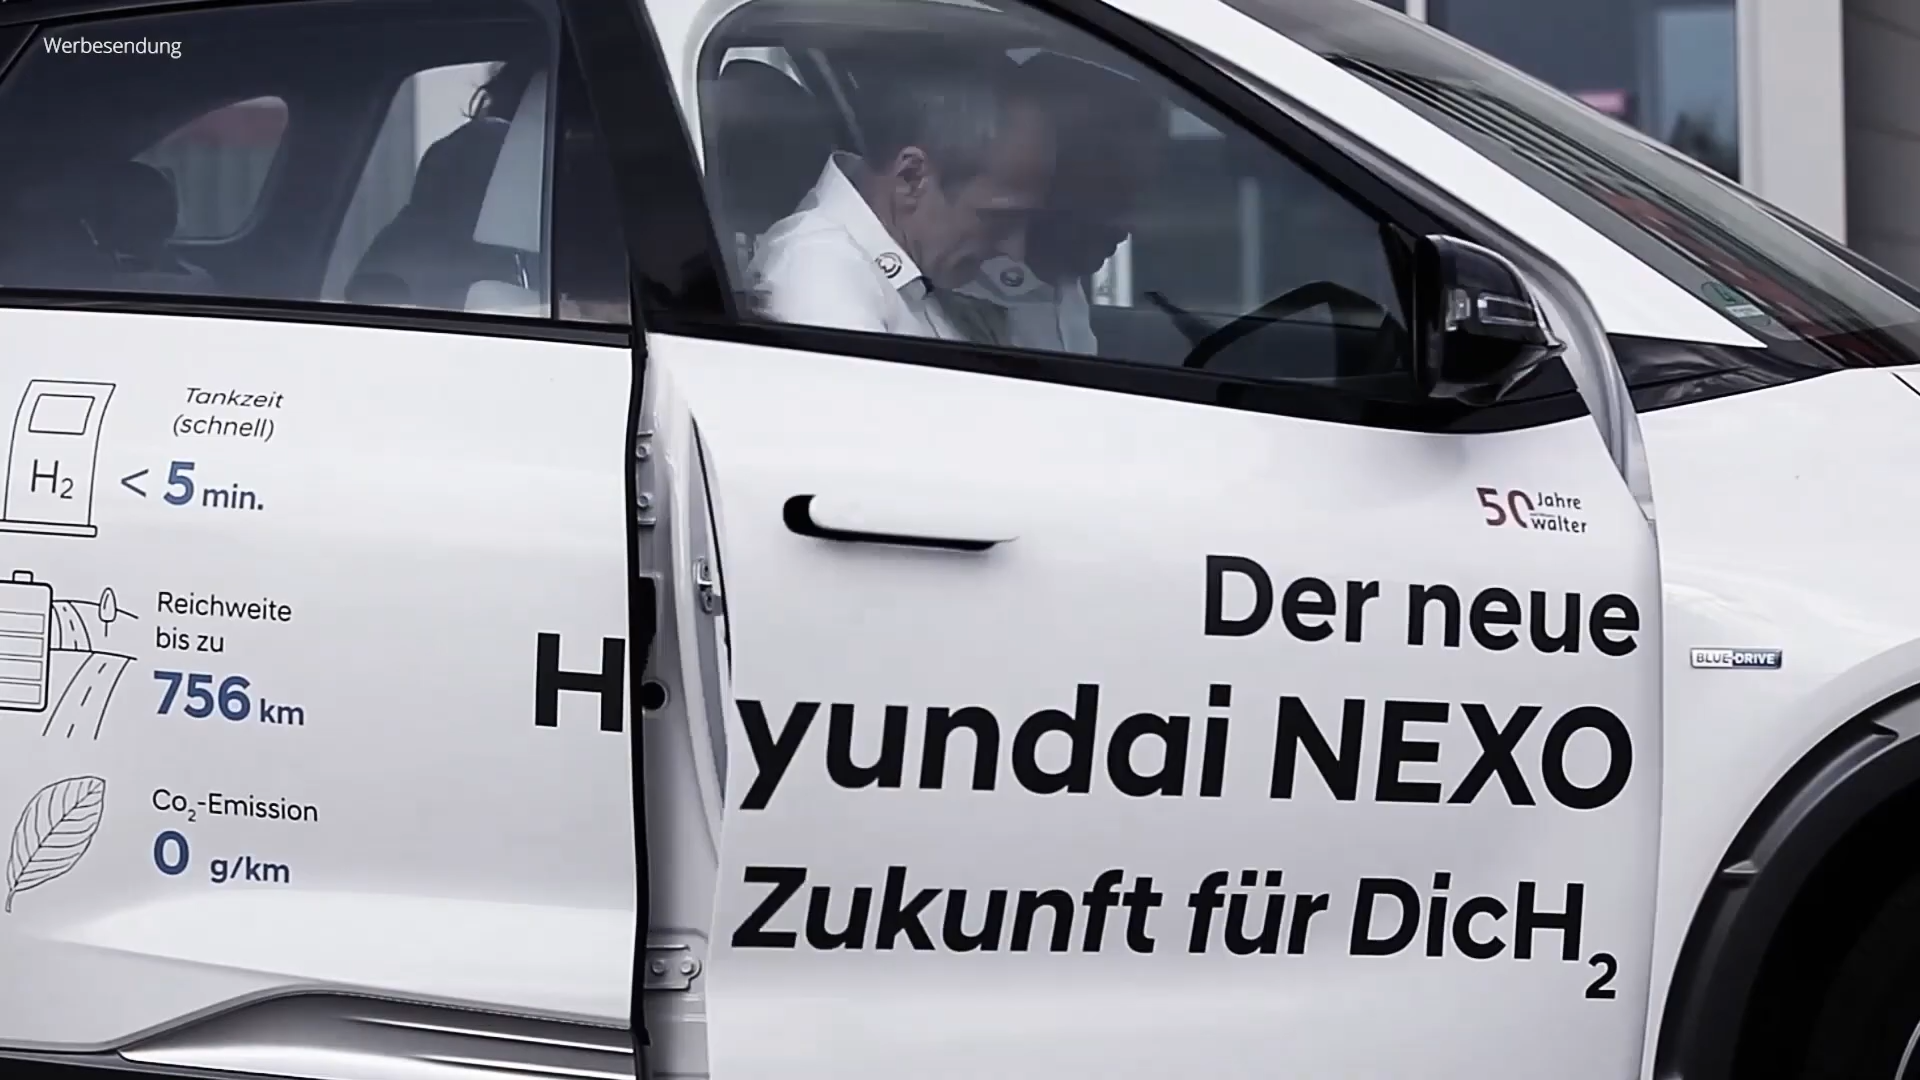 Werbesendung
Tankzeit
(schnell)
H2
< 5 min.
Reichweite
bis zu
756 km
Co2-Emission
0 g/km
50 Jahre
walter
Der neue
Hyundai NEXO
Zukunft für DicH2
BLUE DRIVE